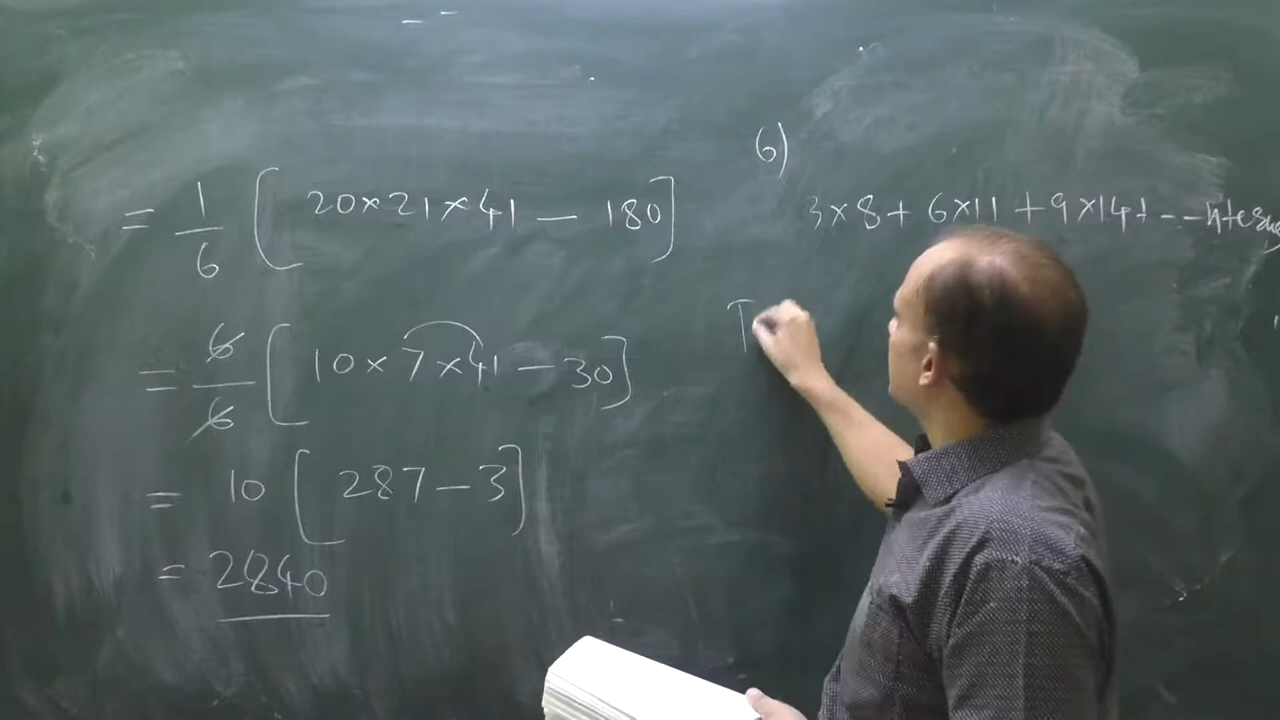 = 1/6 [ 20×21×41 — 180]
= 6/6 [ 10× 7×41 — 30]
= 10 [ 287 — 3]
= 2840
6)
3×8+ 6×11 +9×14+ ---
T